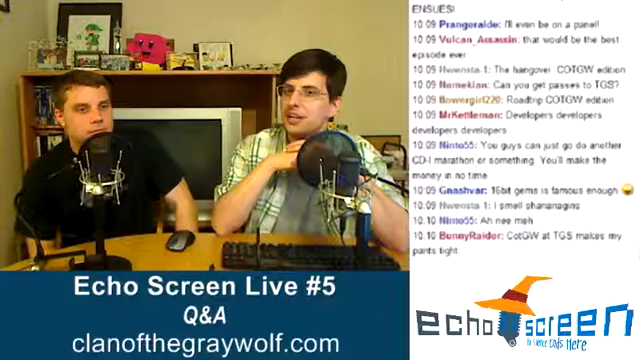 ENSUES!
10:09 Prangeraide: I'll even be on a panel!
10:09 Vulcan_Assassin: that would be the best
episode ever
10:09 Hwensta-1: The hangover COTGW edition
10:09 Namekian: Can you get passes to TGS?
10:09 flowergirl220: Roadtrip COTGW edition
10:09 MrKettleman: Developers developers
developers developers
10:09 Ninto55: You guys can just go do another
CD-I marathon or something. You'll make the
money in no time
10:09 Gnashvar: 16bit gems is famous enough
10:09 Hwensta-1: I smell shananagins
10:10 Ninto55: Ah nee meh
10:10 BunnyRaider: CotGW at TGS makes my
pants tight.
Echo Screen Live #5
Q&A
clanofthegraywolf.com
echo screen